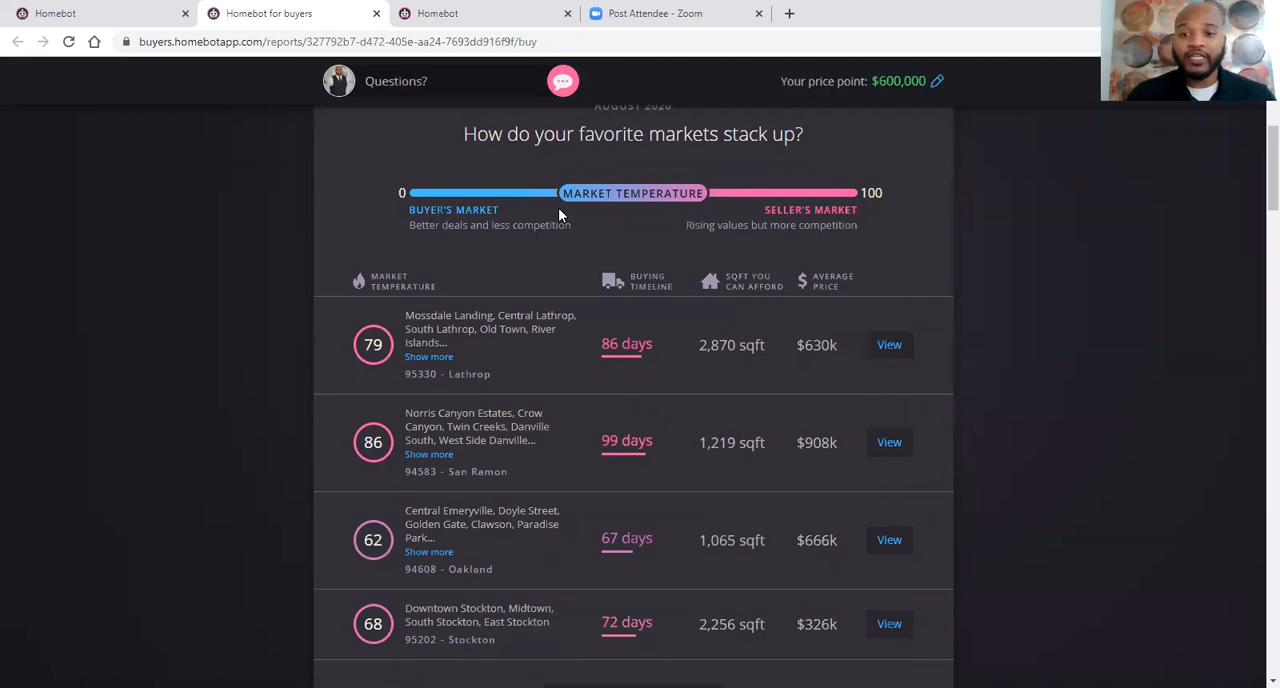 Homebot
Homebot for buyers
Homebot
Post Attendee - Zoom
buyers.homebotapp.com/reports/327792b7-d472-405e-aa24-7693dd916f9f/buy
Questions?
Your price point: $600,000
AUGUST 2020
How do your favorite markets stack up?
0 MARKET TEMPERATURE 100
BUYER'S MARKET SELLER'S MARKET
Better deals and less competition Rising values but more competition
MARKET TEMPERATURE
BUYING TIMELINE
SQFT YOU CAN AFFORD
AVERAGE PRICE
79
Mossdale Landing, Central Lathrop,
South Lathrop, Old Town, River
Islands...
Show more
95330 - Lathrop
86 days 2,870 sqft $630k View
86
Norris Canyon Estates, Crow
Canyon, Twin Creeks, Danville
South, West Side Danville...
Show more
94583 - San Ramon
99 days 1,219 sqft $908k View
62
Central Emeryville, Doyle Street,
Golden Gate, Clawson, Paradise
Park...
Show more
94608 - Oakland
67 days 1,065 sqft $666k View
68
Downtown Stockton, Midtown,
South Stockton, East Stockton
95202 - Stockton
72 days 2,256 sqft $326k View